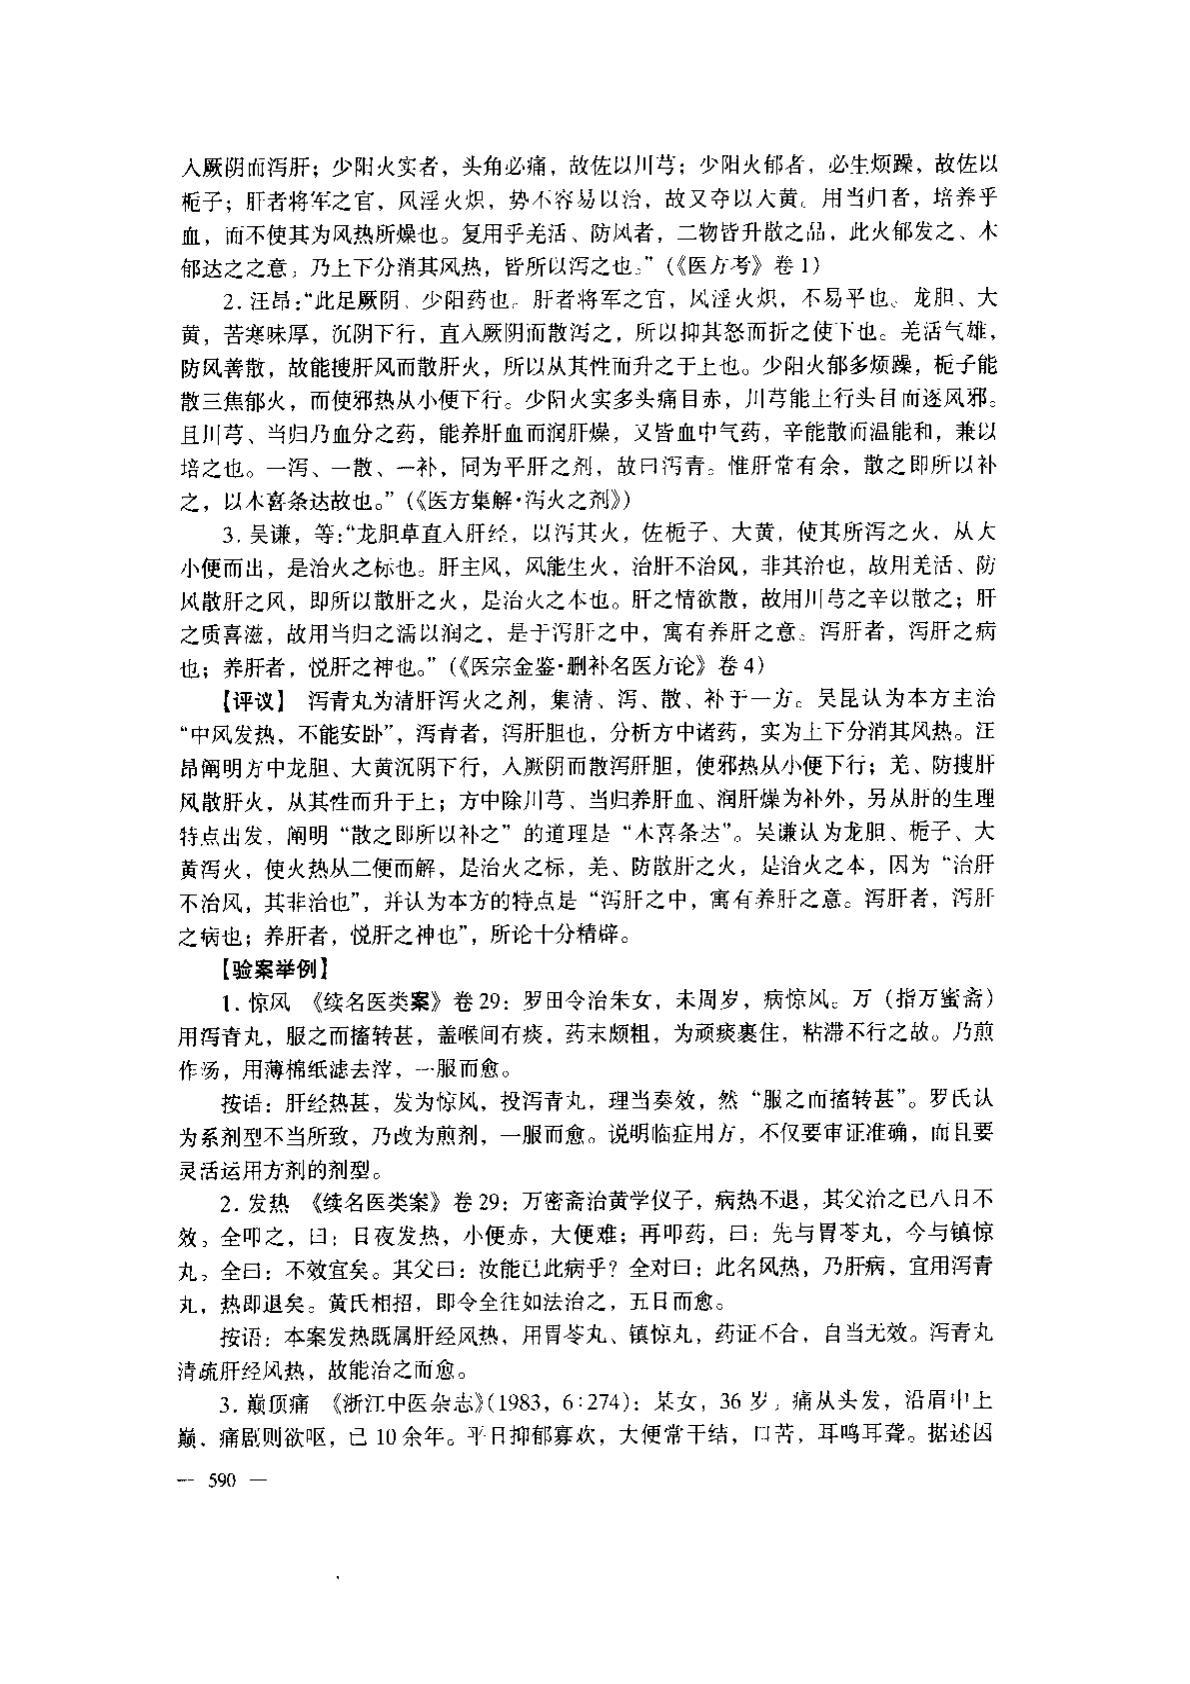 入厥阴而泻肝；少阳火实者，头角必痛，故佐以川芎；少阳火郁者，必生烦躁，故佐以
栀子；肝者将军之官，风淫火炽，势不容易以治，故又夺以大黄。用当归者，培养乎
血，而不使其为风热所燥也。复用乎羌活、防风者，二物皆升散之品，此火郁发之、木
郁达之之意，乃上下分消其风热，皆所以泻之也。”（《医方考》卷1）
2. 汪昂：“此足厥阴、少阳药也。肝者将军之官，风淫火炽，不易平也。龙胆、大
黄，苦寒味厚，沉阴下行，直入厥阴而散泻之，所以抑其怒而折之使下也。羌活气雄，
防风善散，故能搜肝风而散肝火，所以从其性而升之于上也。少阳火郁多烦躁，栀子能
散三焦郁火，而使邪热从小便下行。少阳火实多头痛目赤，川芎能上行头目而逐风邪。
且川芎、当归乃血分之药，能养肝血而润肝燥，又皆血中气药，辛能散而温能和，兼以
培之也。一泻、一散、一补，同为平肝之剂，故曰泻青。惟肝常有余，散之即所以补
之，以木喜条达故也。”（《医方集解·泻火之剂》）
3. 吴谦，等：“龙胆草直入肝经，以泻其火，佐栀子、大黄，使其所泻之火，从大
小便而出，是治火之标也。肝主风，风能生火，治肝不治风，非其治也，故用羌活、防
风散肝之风，即所以散肝之火，是治火之本也。肝之情欲散，故用川芎之辛以散之；肝
之质喜滋，故用当归之濡以润之，是于泻肝之中，寓有养肝之意。泻肝者，泻肝之病
也；养肝者，悦肝之神也。”（《医宗金鉴·删补名医方论》卷4）
【评议】 泻青丸为清肝泻火之剂，集清、泻、散、补于一方。吴昆认为本方主治
“中风发热，不能安卧”，泻青者，泻肝胆也，分析方中诸药，实为上下分消其风热。汪
昂阐明方中龙胆、大黄沉阴下行，入厥阴而散泻肝胆，使邪热从小便下行；羌、防搜肝
风散肝火，从其性而升于上；方中除川芎、当归养肝血、润肝燥为补外，另从肝的生理
特点出发，阐明“散之即所以补之”的道理是“木喜条达”。吴谦认为龙胆、栀子、大
黄泻火，使火热从二便而解，是治火之标，羌、防散肝之火，是治火之本，因为“治肝
不治风，其非治也”，并认为本方的特点是“泻肝之中，寓有养肝之意。泻肝者，泻肝
之病也；养肝者，悦肝之神也”，所论十分精辟。
【验案举例】
1. 惊风 《续名医类案》卷29：罗田令治朱女，未周岁，病惊风。万（指万蜜斋）
用泻青丸，服之而搐转甚，盖喉间有痰，药末颇粗，为顽痰裹住，粘滞不行之故。乃煎
作汤，用薄棉纸滤去滓，一服而愈。
按语：肝经热甚，发为惊风，投泻青丸，理当奏效，然“服之而搐转甚”。罗氏认
为系剂型不当所致，乃改为煎剂，一服而愈。说明临症用方，不仅要审证准确，而且要
灵活运用方剂的剂型。
2. 发热 《续名医类案》卷29：万密斋治黄学仪子，病热不退，其父治之已八日不
效。全叩之，曰：日夜发热，小便赤，大便难；再叩药，曰：先与胃苓丸，今与镇惊
丸。全曰：不效宜矣。其父曰：汝能已此病乎？全对曰：此名风热，乃肝病，宜用泻青
丸，热即退矣。黄氏相招，即令全往如法治之，五日而愈。
按语：本案发热既属肝经风热，用胃苓丸、镇惊丸，药证不合，自当无效。泻青丸
清疏肝经风热，故能治之而愈。
3. 巅顶痛 《浙江中医杂志》（1983，6：274）：某女，36岁，痛从头发，沿眉中上
巅，痛剧则欲呕，已10余年。平日抑郁寡欢，大便常干结，口苦，耳鸣耳聋。据述因
— 590 —